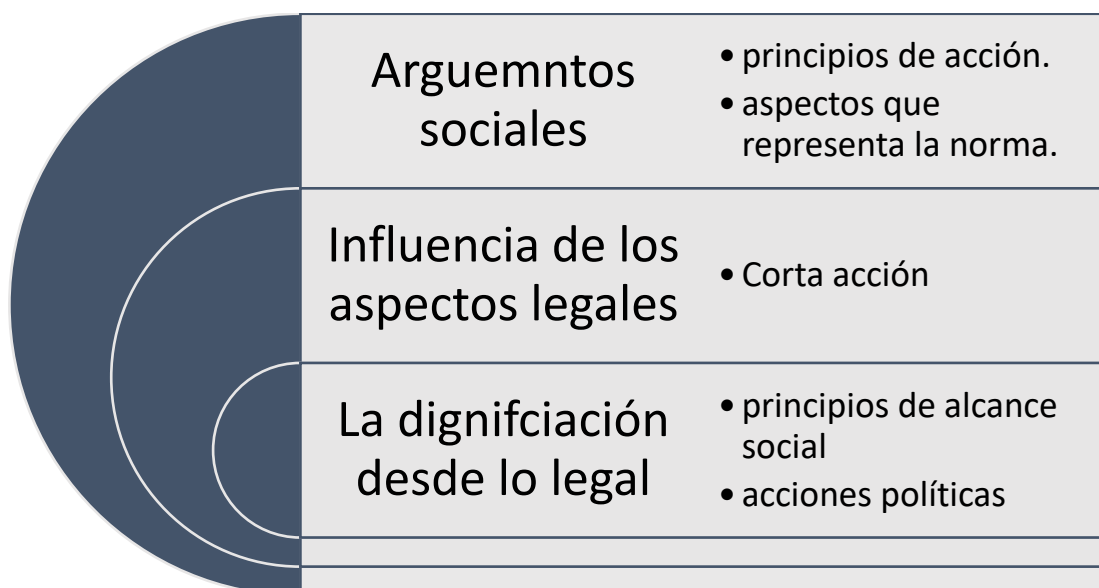 Arguemntos
sociales
• principios de acción.
• aspectos que
representa la norma.
Influencia de los
aspectos legales
• Corta acción
La dignifciación
desde lo legal
• principios de alcance
social
• acciones políticas